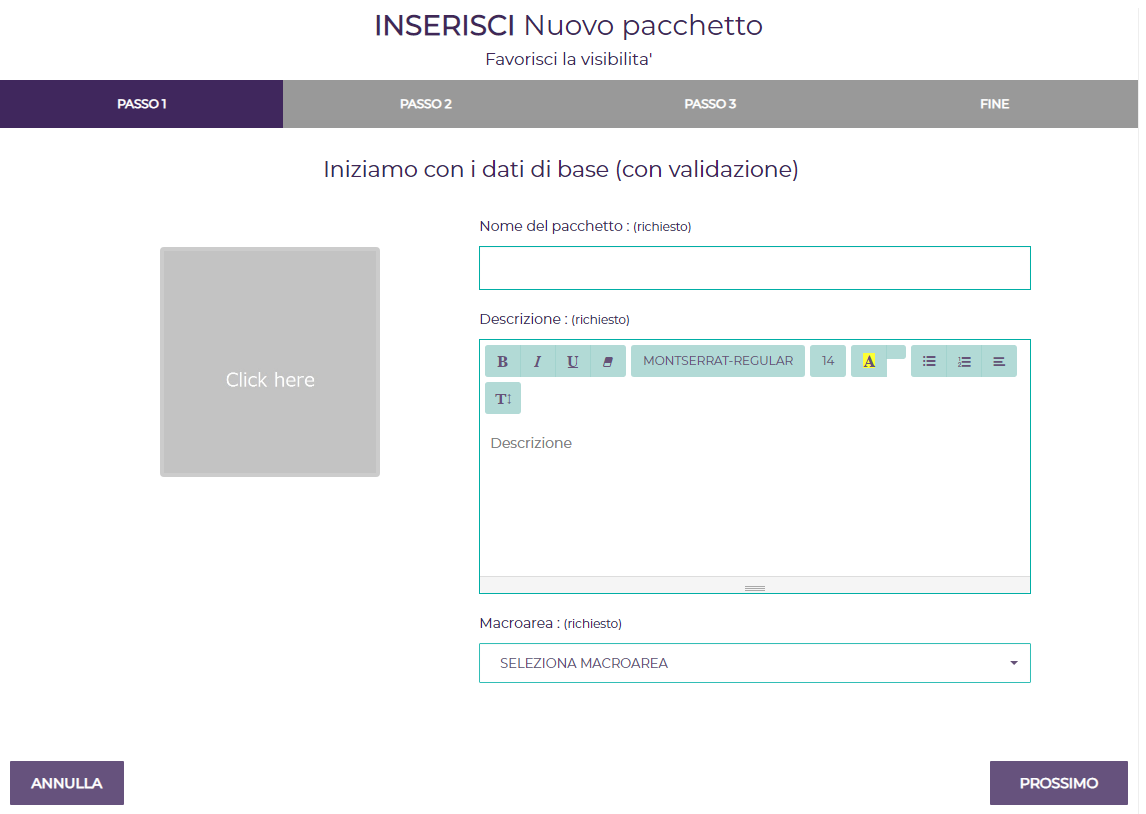 INSERISCI Nuovo pacchetto
Favorisci la visibilita'
PASSO 1 PASSO 2 PASSO 3 FINE
Iniziamo con i dati di base (con validazione)
Click here
Nome del pacchetto : (richiesto)
Descrizione : (richiesto)
B I U MONTSERRAT-REGULAR 14 A
T
Descrizione
Macroarea : (richiesto)
SELEZIONA MACROAREA
ANNULLA PROSSIMO